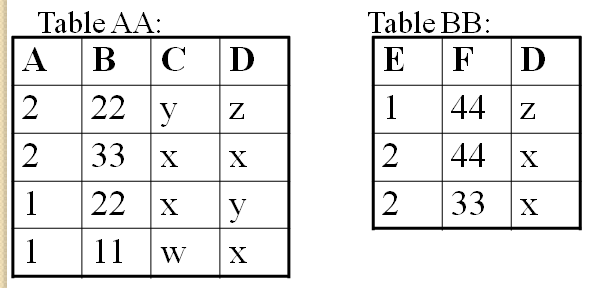 Table AA: Table BB:
A B C D E F D
2 22 y z 1 44 z
2 33 x x 2 44 x
1 22 x y 2 33 x
1 11 w x